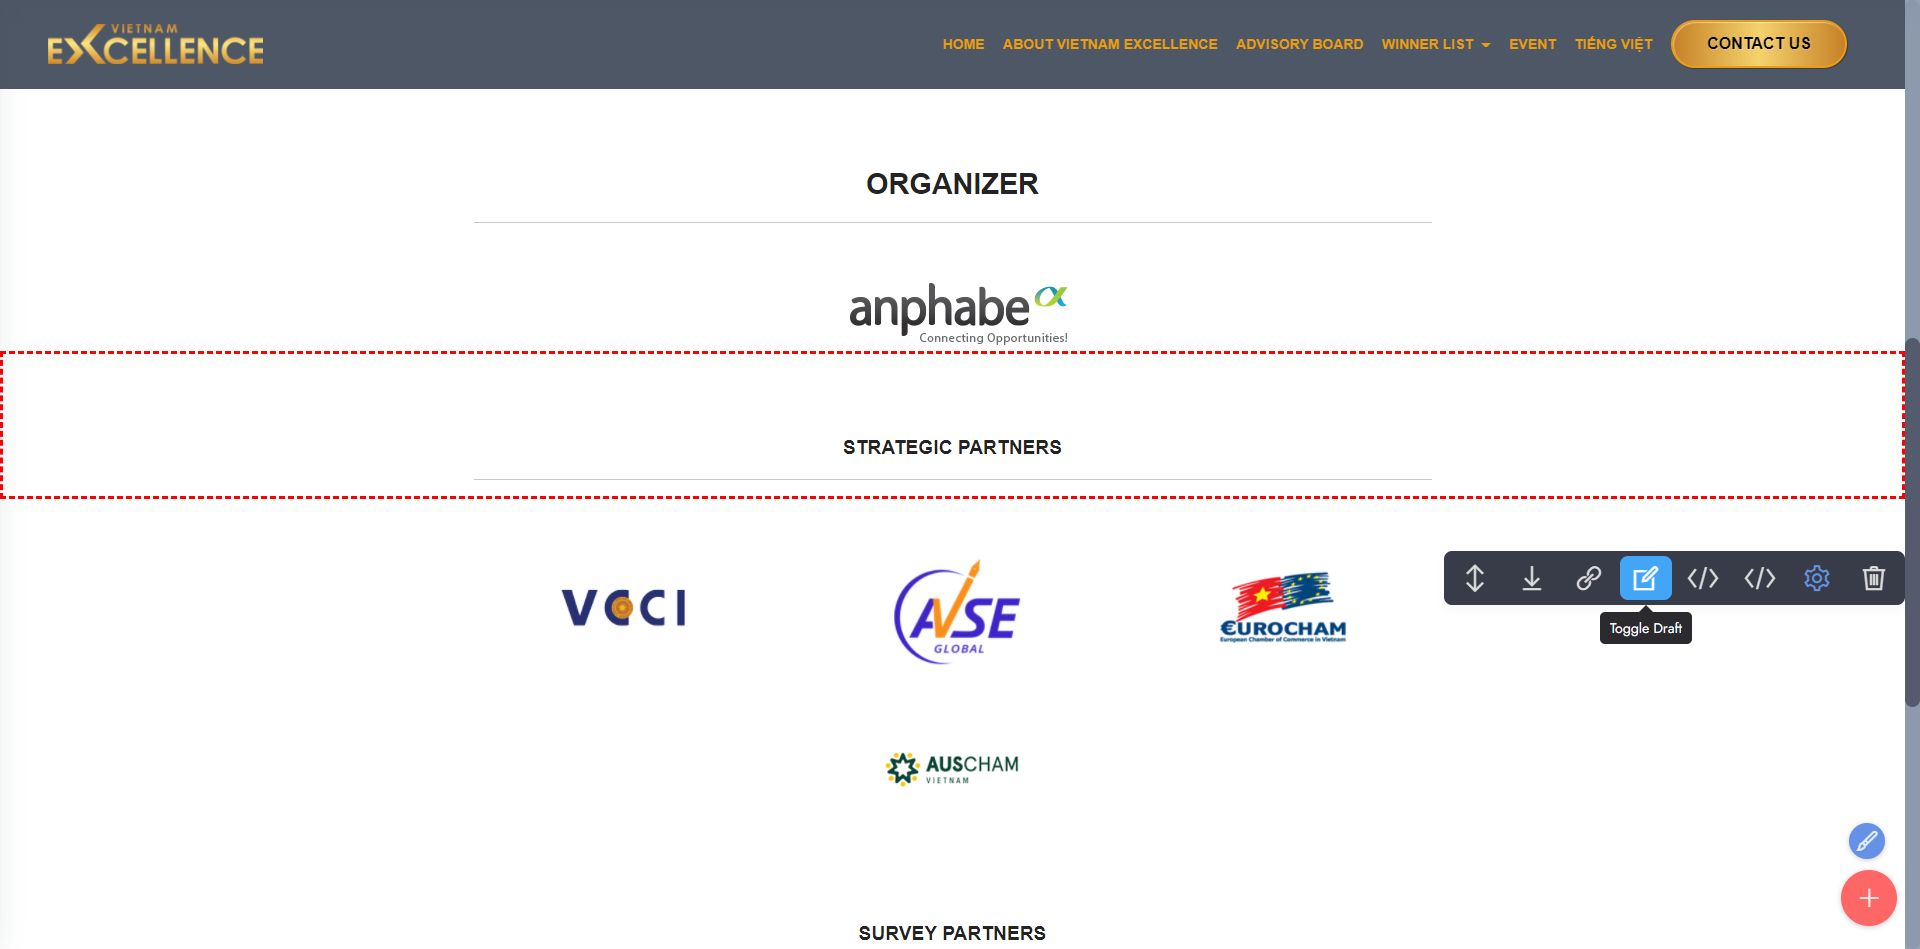 VIETNAM
EXCELLENCE
HOME ABOUT VIETNAM EXCELLENCE ADVISORY BOARD WINNER LIST EVENT TIẾNG VIỆT CONTACT US
ORGANIZER
anphabe
Connecting Opportunities!
STRATEGIC PARTNERS
VCCI
AVSE
GLOBAL
EUROCHAM
European Chamber of Commerce in Vietnam
Toggle Draft
AUSCHAM
VIETNAM
SURVEY PARTNERS